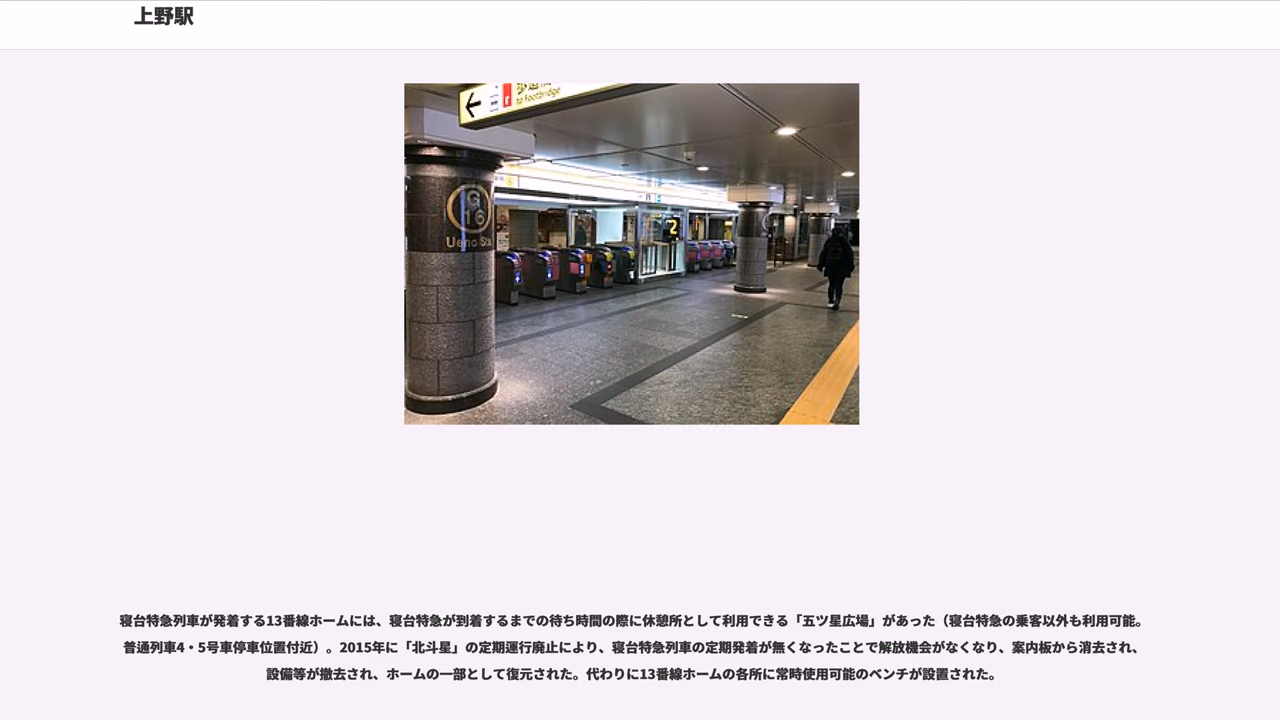 上野駅
to Footbridge
G
16
Ueno Sta.
2
寝台特急列車が発着する13番線ホームには、寝台特急が到着するまでの待ち時間の際に休憩所として利用できる「五ツ星広場」があった（寝台特急の乗客以外も利用可能。
普通列車4・5号車停車位置付近）。2015年に「北斗星」の定期運行廃止により、寝台特急列車の定期発着が無くなったことで解放機会がなくなり、案内板から消去され、
設備等が撤去され、ホームの一部として復元された。代わりに13番線ホームの各所に常時使用可能のベンチが設置された。